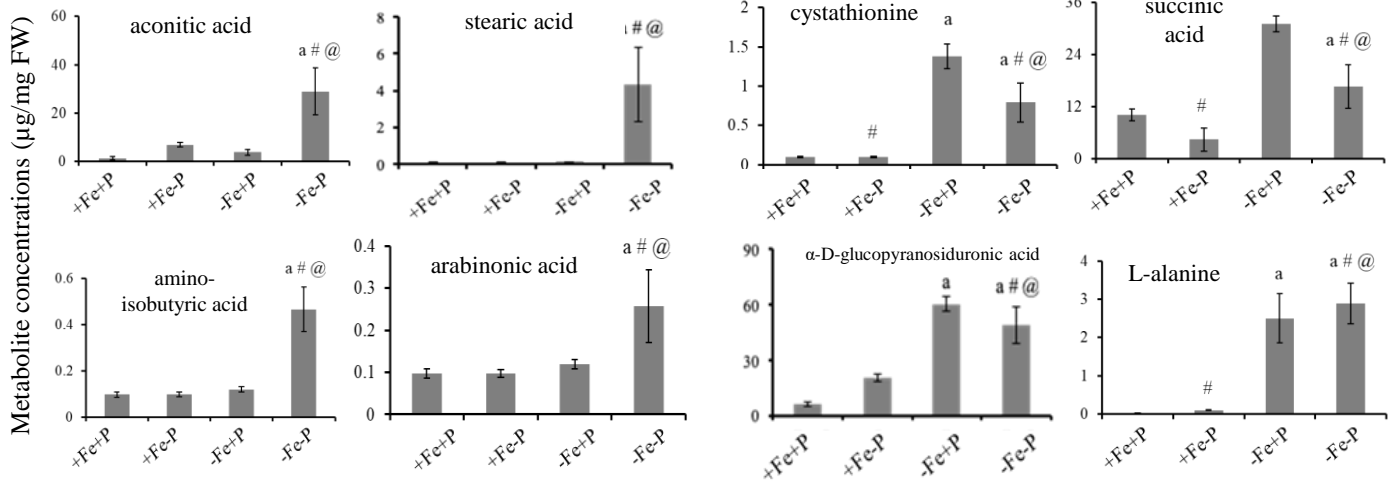 Metabolite concentrations (µg/mg FW)
aconitic acid
60
40
20
0
a # @
+Fe+P
+Fe-P
-Fe+P
-Fe-P
stearic acid
8
6
4
2
0
a # @
+Fe+P
+Fe-P
-Fe+P
-Fe-P
cystathionine
2
1.5
1
0.5
0
#
a
a # @
+Fe+P
+Fe-P
-Fe+P
-Fe-P
succinic
acid
36
24
12
0
#
a # @
+Fe+P
+Fe-P
-Fe+P
-Fe-P
amino-
isobutyric acid
0.6
0.4
0.2
0
a # @
+Fe+P
+Fe-P
-Fe+P
-Fe-P
arabinonic acid
0.4
0.3
0.2
0.1
0
a # @
+Fe+P
+Fe-P
-Fe+P
-Fe-P
α-D-glucopyranosiduronic acid
90
60
30
0
a
a # @
+Fe+P
+Fe-P
-Fe+P
-Fe-P
L-alanine
4
3
2
1
0
#
a
a # @
+Fe+P
+Fe-P
-Fe+P
-Fe-P